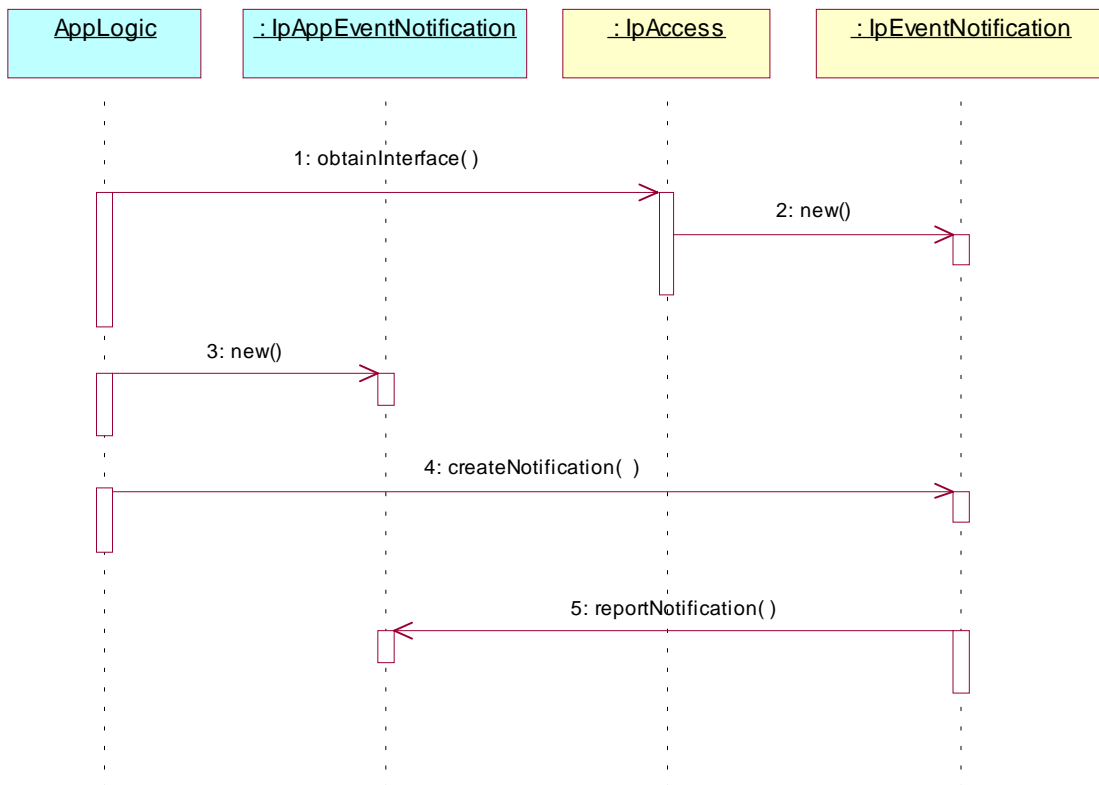 AppLogic
: IpAppEventNotification
: IpAccess
: IpEventNotification
1: obtainInterface( )
2: new()
3: new()
4: createNotification( )
5: reportNotification( )